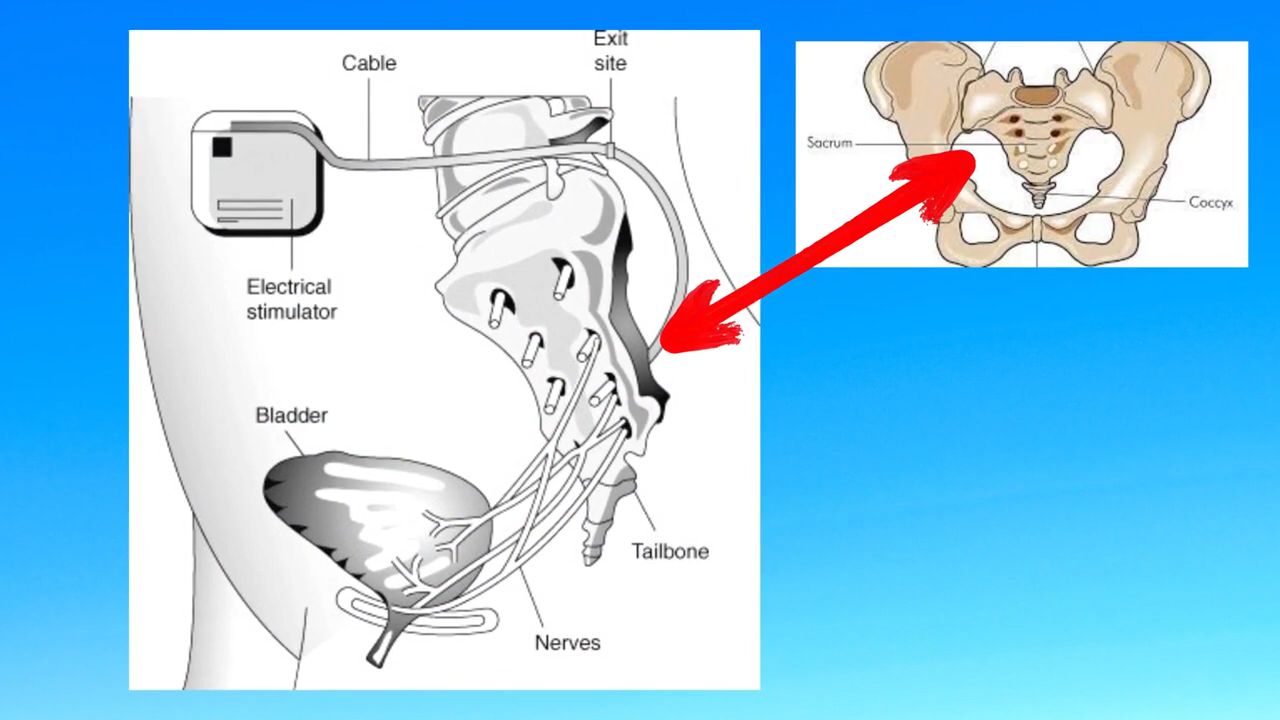 Exit
site
Cable
Electrical
stimulator
Bladder
Tailbone
Nerves
Sacrum
Coccyx